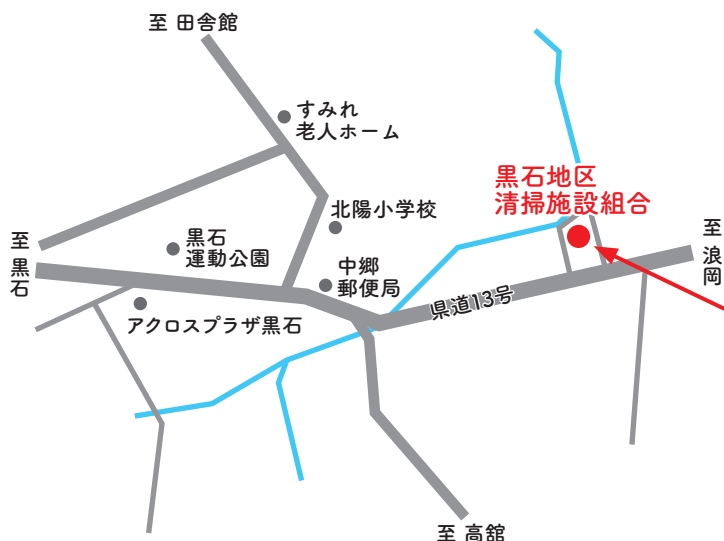 至 田舎館
すみれ
老人ホーム
黒石地区
清掃施設組合
北陽小学校
至
黒
石
黒石
運動公園
中郷
郵便局
至
浪
岡
県道13号
アクロスプラザ黒石
至 高舘